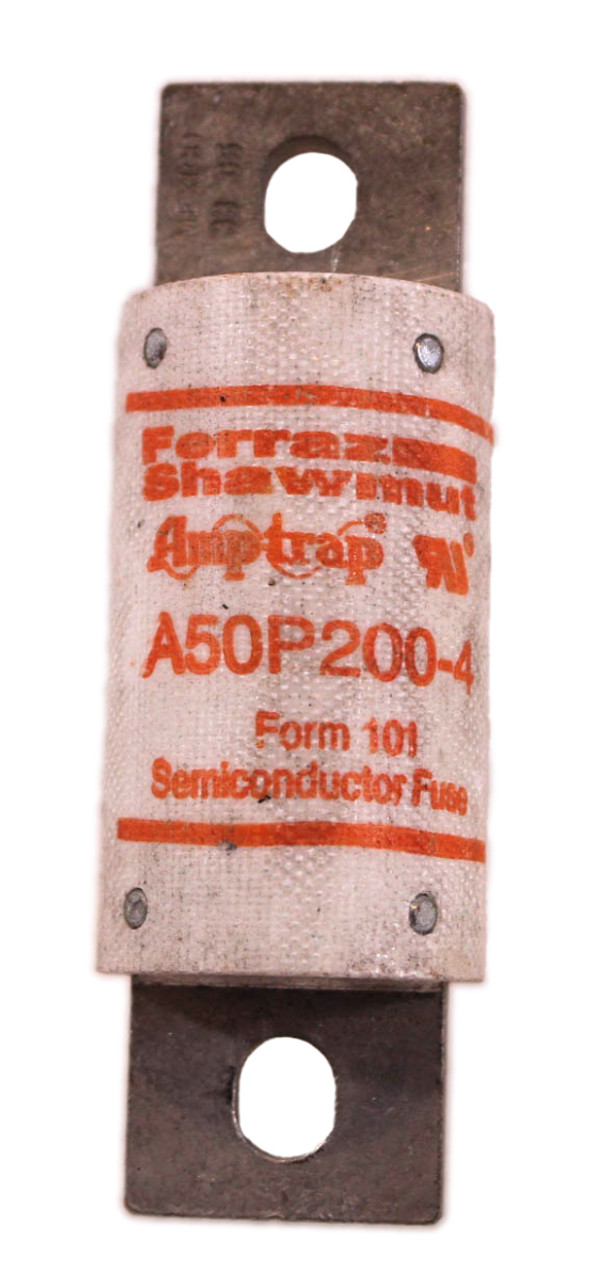 Ferraz
Shawmut
Amp-trap®
A50P200-4
Form 101
Semiconductor Fuse